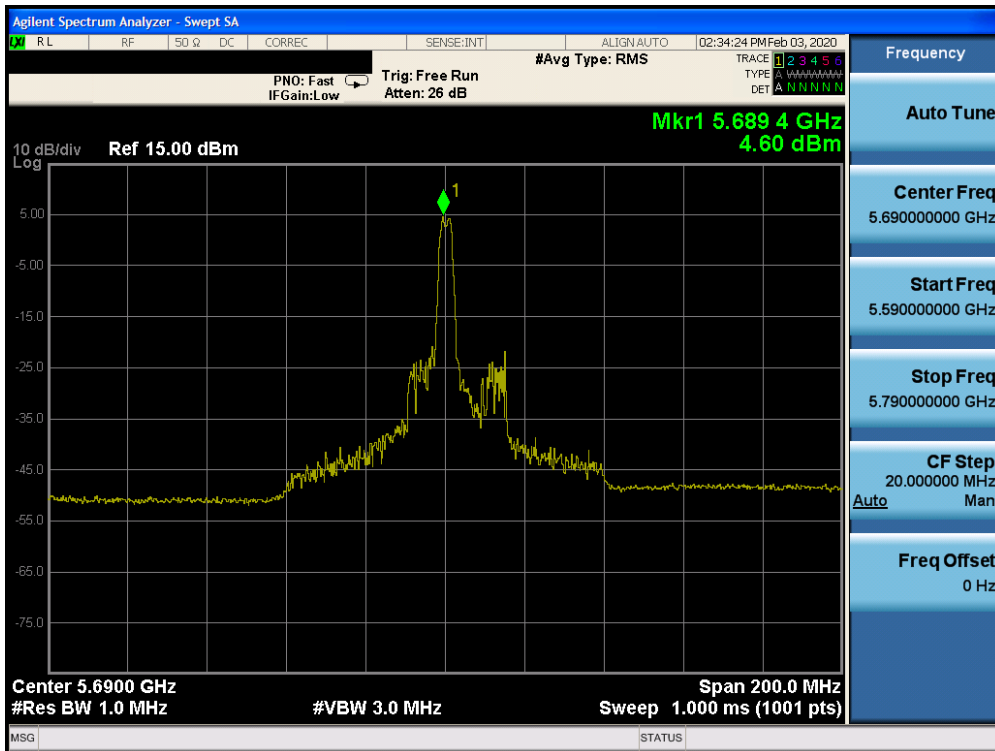 Agilent Spectrum Analyzer - Swept SA
LXI RL RF 50 Ω DC CORREC SENSE:INT ALIGN AUTO 02:34:24 PM Feb 03, 2020
#Avg Type: RMS TRACE 1 2 3 4 5 6
PNO: Fast Trig: Free Run TYPE A WWWWW
IFGain:Low Atten: 26 dB DET A N N N N N
Mkr1 5.689 4 GHz
4.60 dBm
10 dB/div Ref 15.00 dBm
Log
1
5.00
-5.00
-15.0
-25.0
-35.0
-45.0
-55.0
-65.0
-75.0
Center 5.6900 GHz Span 200.0 MHz
#Res BW 1.0 MHz #VBW 3.0 MHz Sweep 1.000 ms (1001 pts)
MSG STATUS
Frequency
Auto Tune
Center Freq
5.690000000 GHz
Start Freq
5.590000000 GHz
Stop Freq
5.790000000 GHz
CF Step
20.000000 MHz
Auto Man
Freq Offset
0 Hz